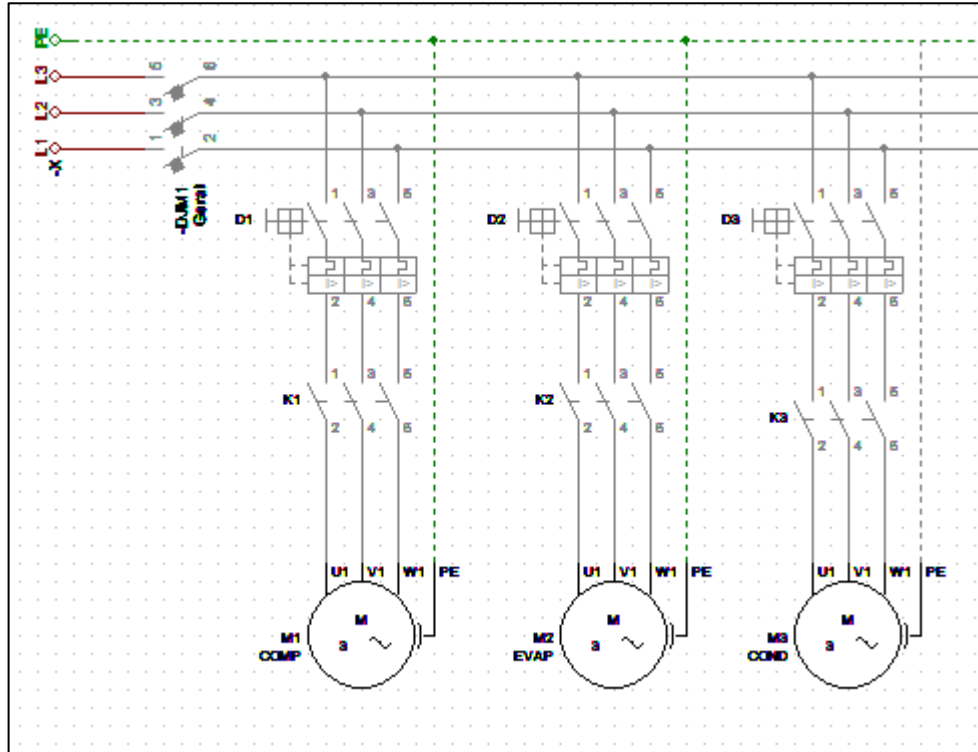 PE
L3 5 6
L2 3 4
L1 1 2
-X
-DJM1
Geral
D1 1 3 5
D2 1 3 5
D3 1 3 5
I> I> I>
I> I> I>
I> I> I>
2 4 6
2 4 6
2 4 6
K1 1 3 5
K2 1 3 5
K3 1 3 5
2 4 6
2 4 6
2 4 6
U1 V1 W1 PE
U1 V1 W1 PE
U1 V1 W1 PE
M
3
M1
COMP
M
3
M2
EVAP
M
3
M3
COND